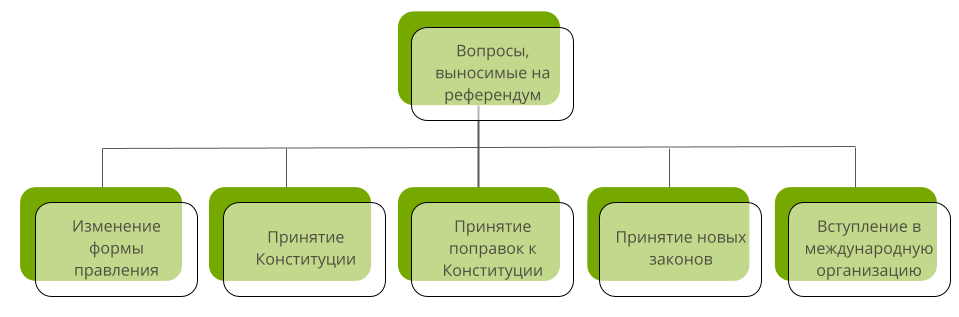 Вопросы,
выносимые на
референдум
Изменение
формы
правления
Принятие
Конституции
Принятие
поправок к
Конституции
Принятие новых
законов
Вступление в
международную
организацию